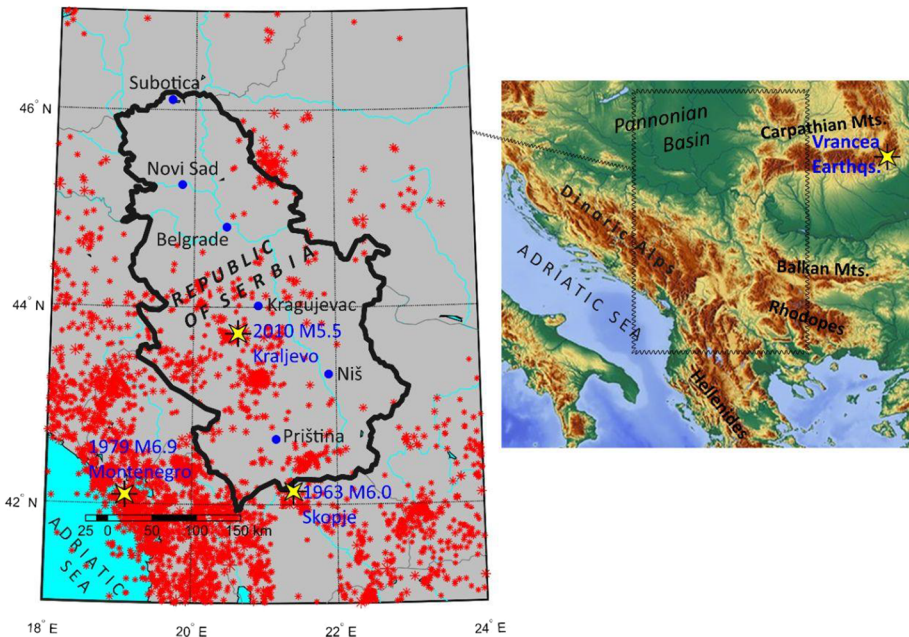 46° N
44° N
42° N
18° E
20° E
22° E
24° E
Subotica
Novi Sad
Belgrade
REPUBLIC
OF SERBIA
Kragujevac
2010 M5.5
Kraljevo
Niš
Priština
1979 M6.9
Montenegro
1963 M6.0
Skopje
25 0 50 100 150 km
ADRIATIC
SEA
Pannonian
Basin
Carpathian Mts.
Vrancea
Earthqs.
Dinaric Alps
ADRIATIC SEA
Balkan Mts.
Rhodopes
Hellenides